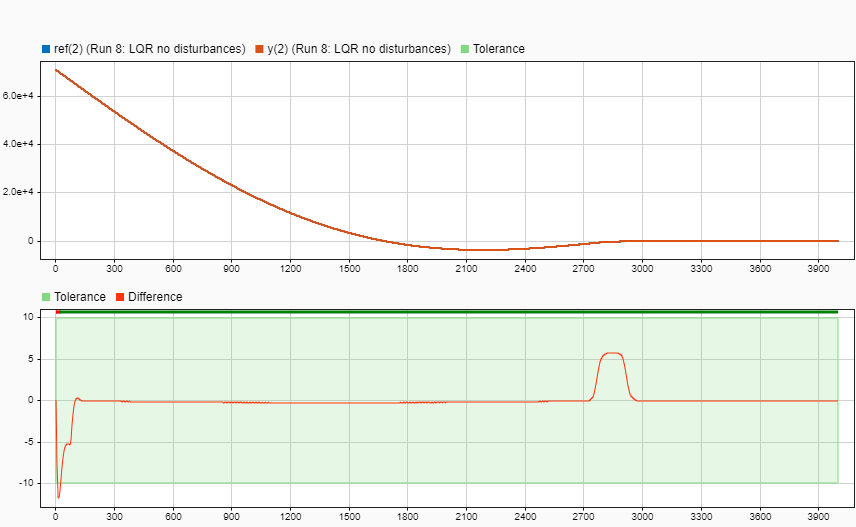 ref(2) (Run 8: LQR no disturbances) y(2) (Run 8: LQR no disturbances) Tolerance
6.0e+4
4.0e+4
2.0e+4
0
0 300 600 900 1200 1500 1800 2100 2400 2700 3000 3300 3600 3900
Tolerance Difference
10
5
0
-5
-10
0 300 600 900 1200 1500 1800 2100 2400 2700 3000 3300 3600 3900